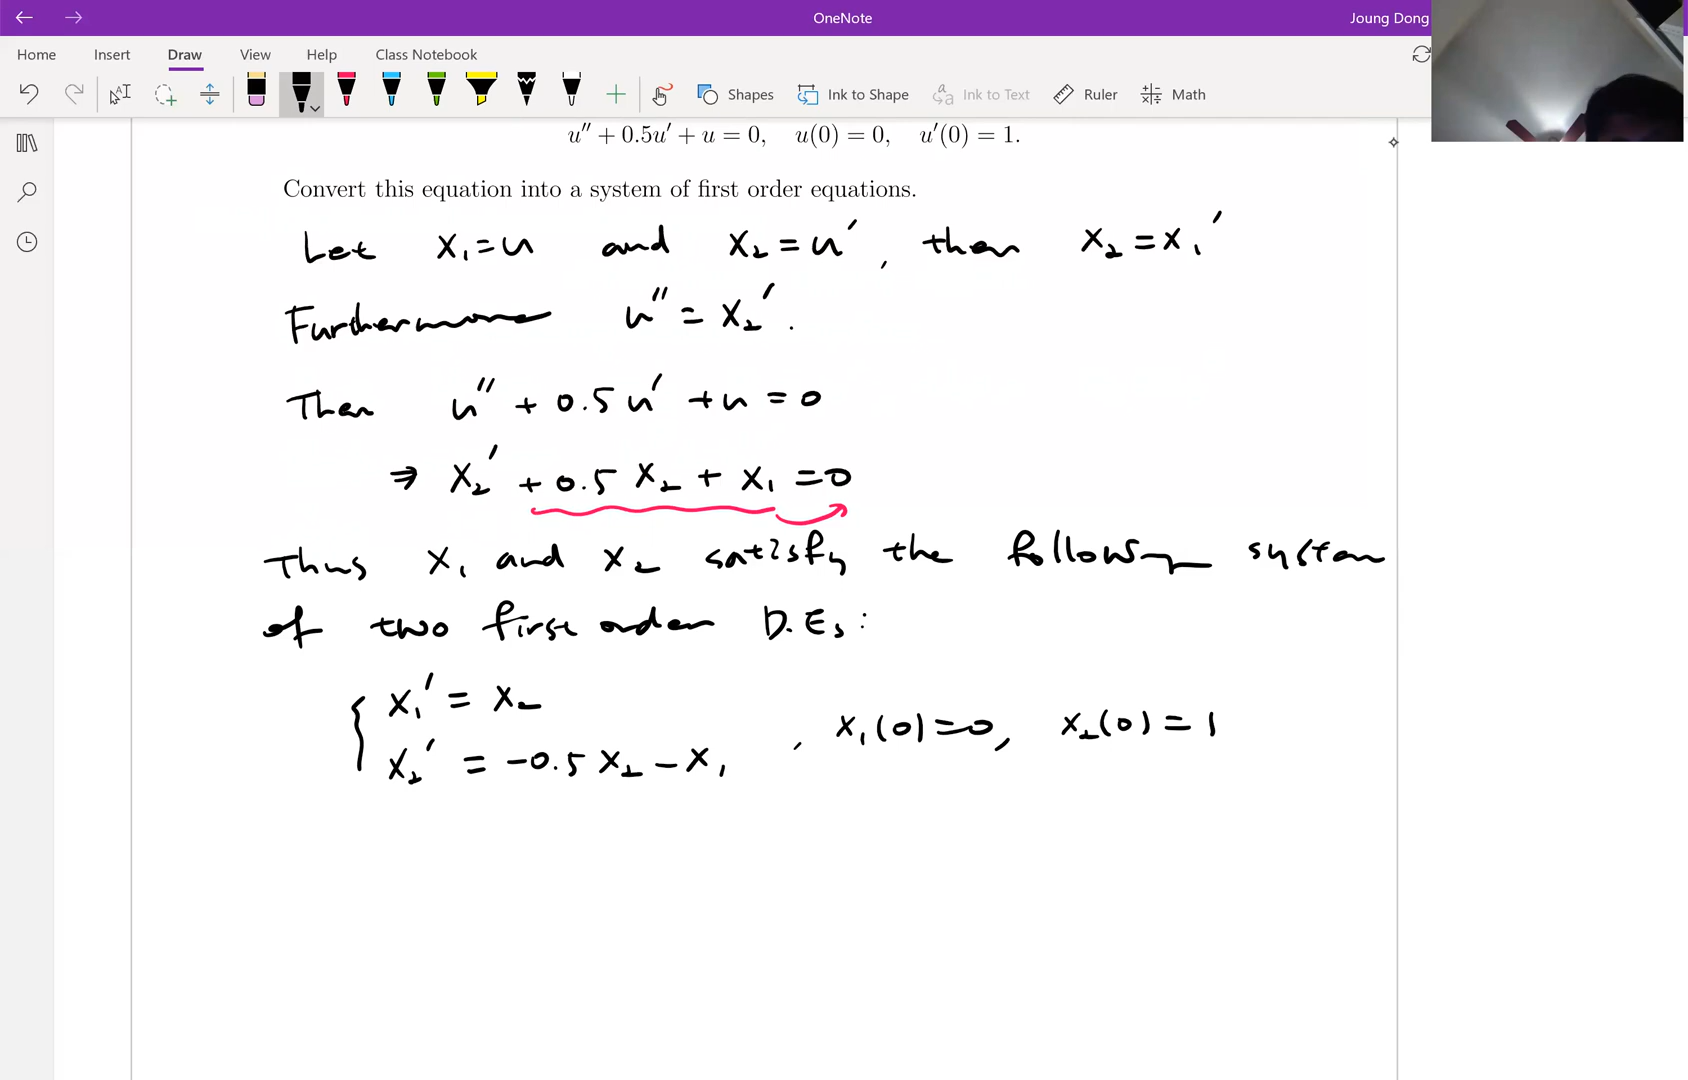 OneNote
Joung Dong
Home Insert Draw View Help Class Notebook
Shapes Ink to Shape Ink to Text Ruler Math
u″ + 0.5u′ + u = 0, u(0) = 0, u′(0) = 1.
Convert this equation into a system of first order equations.
Let x₁ = u and x₂ = u′, then x₂ = x₁′
Furthermore u″ = x₂′.
Then u″ + 0.5u′ + u = 0
⇒ x₂′ + 0.5 x₂ + x₁ = 0
Thus x₁ and x₂ satisfy the following system
of two first order D.Es:
{ x₁′ = x₂
x₂′ = -0.5 x₂ - x₁ , x₁(0) = 0, x₂(0) = 1